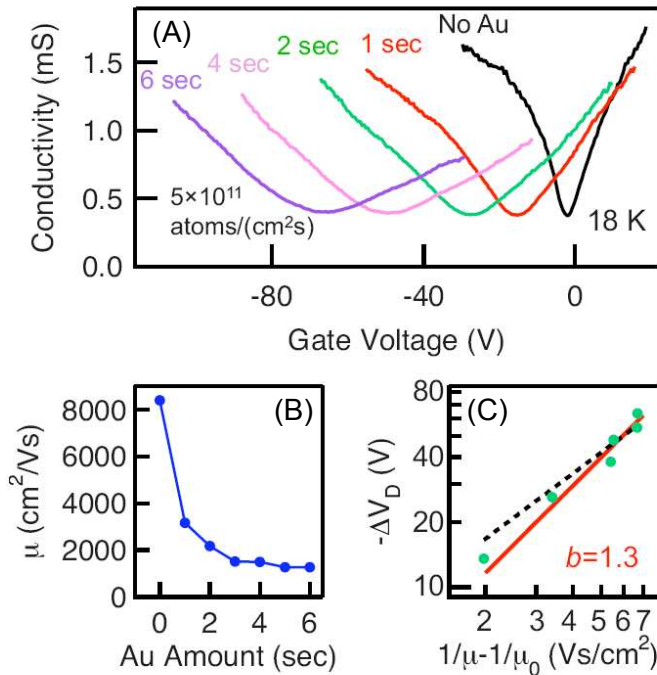 (A)
No Au
1 sec
2 sec
4 sec
6 sec
5×10¹¹
atoms/(cm²s)
18 K
Conductivity (mS)
1.5
1.0
0.5
0.0
-80
-40
0
Gate Voltage (V)
(B)
μ (cm²/Vs)
8000
6000
4000
2000
0
0
2
4
6
Au Amount (sec)
(C)
-ΔV_D (V)
80
40
20
10
b=1.3
2
3
4
5
6
7
1/μ-1/μ₀ (Vs/cm²)